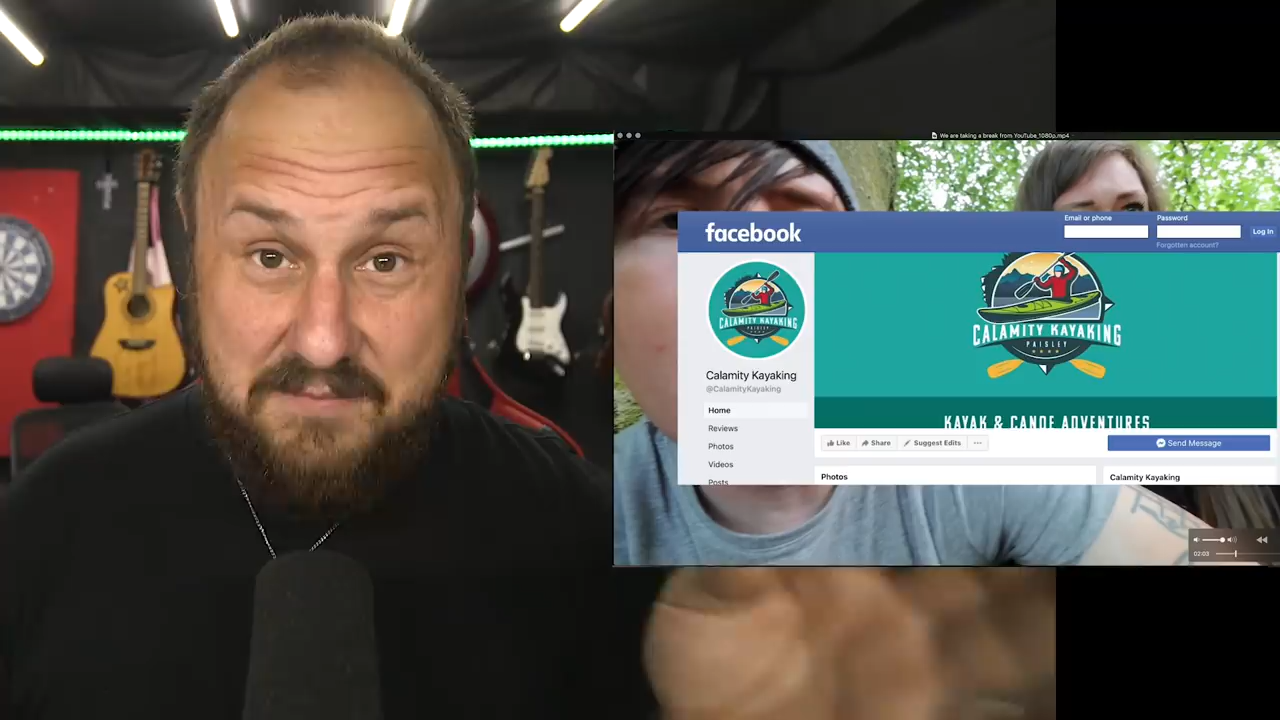 We are taking a break from YouTube_1080p.mp4
facebook
Email or phone
Password
Log In
Forgotten account?
CALAMITY KAYAKING
PAISLEY
CALAMITY KAYAKING
PAISLEY
KAYAK & CANOE ADVENTURES
Calamity Kayaking
@CalamityKayaking
Home
Reviews
Photos
Videos
Posts
Like
Share
Suggest Edits
Send Message
Photos
Calamity Kayaking
02:03